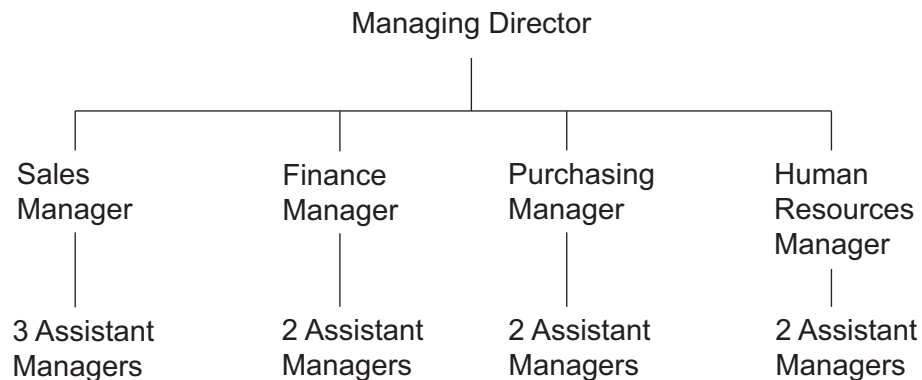 Managing Director
Sales
Manager
Finance
Manager
Purchasing
Manager
Human
Resources
Manager
3 Assistant
Managers
2 Assistant
Managers
2 Assistant
Managers
2 Assistant
Managers